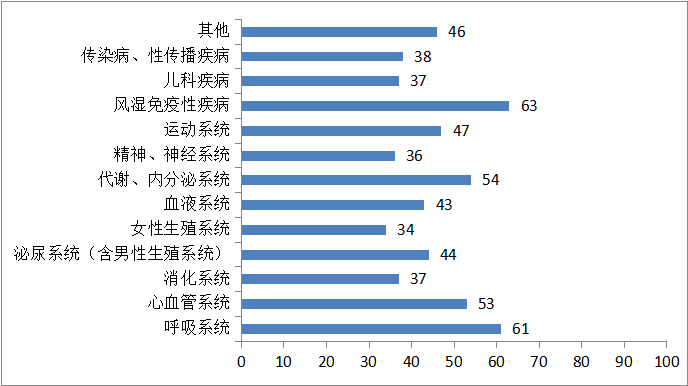 其他 46
传染病、性传播疾病 38
儿科疾病 37
风湿免疫性疾病 63
运动系统 47
精神、神经系统 36
代谢、内分泌系统 54
血液系统 43
女性生殖系统 34
泌尿系统（含男性生殖系统） 44
消化系统 37
心血管系统 53
呼吸系统 61
0 10 20 30 40 50 60 70 80 90 100